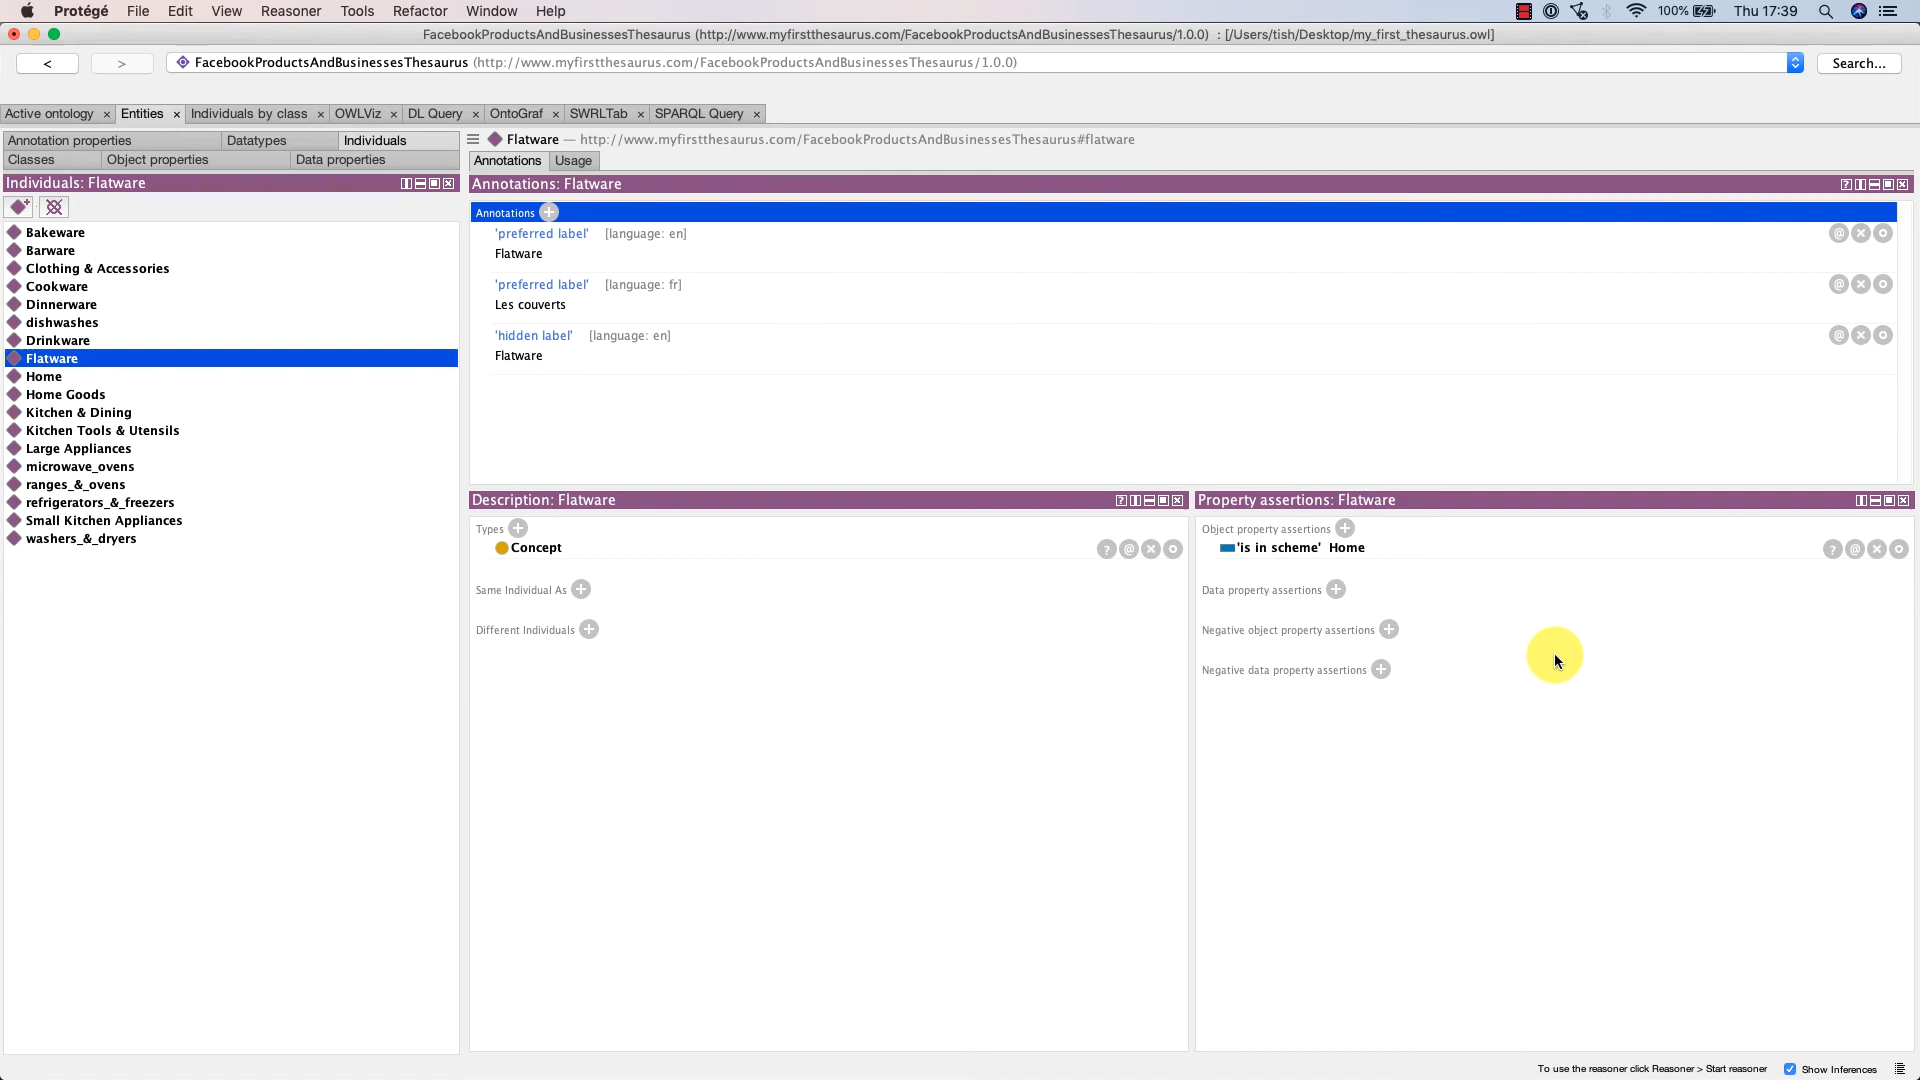 Protégé File Edit View Reasoner Tools Refactor Window Help 100% Thu 17:39
FacebookProductsAndBusinessesThesaurus (http://www.myfirstthesaurus.com/FacebookProductsAndBusinessesThesaurus/1.0.0) : [/Users/tish/Desktop/my_first_thesaurus.owl]
< > FacebookProductsAndBusinessesThesaurus (http://www.myfirstthesaurus.com/FacebookProductsAndBusinessesThesaurus/1.0.0) Search...
Active ontology × Entities × Individuals by class × OWLViz × DL Query × OntoGraf × SWRLTab × SPARQL Query ×
Annotation properties Datatypes Individuals
Classes Object properties Data properties
Individuals: Flatware
Bakeware
Barware
Clothing & Accessories
Cookware
Dinnerware
dishwashes
Drinkware
Flatware
Home
Home Goods
Kitchen & Dining
Kitchen Tools & Utensils
Large Appliances
microwave_ovens
ranges_&_ovens
refrigerators_&_freezers
Small Kitchen Appliances
washers_&_dryers
Flatware — http://www.myfirstthesaurus.com/FacebookProductsAndBusinessesThesaurus#flatware
Annotations Usage
Annotations: Flatware
Annotations
'preferred label' [language: en]
Flatware
'preferred label' [language: fr]
Les couverts
'hidden label' [language: en]
Flatware
Description: Flatware
Types
Concept
Same Individual As
Different Individuals
Property assertions: Flatware
Object property assertions
'is in scheme' Home
Data property assertions
Negative object property assertions
Negative data property assertions
To use the reasoner click Reasoner > Start reasoner Show Inferences